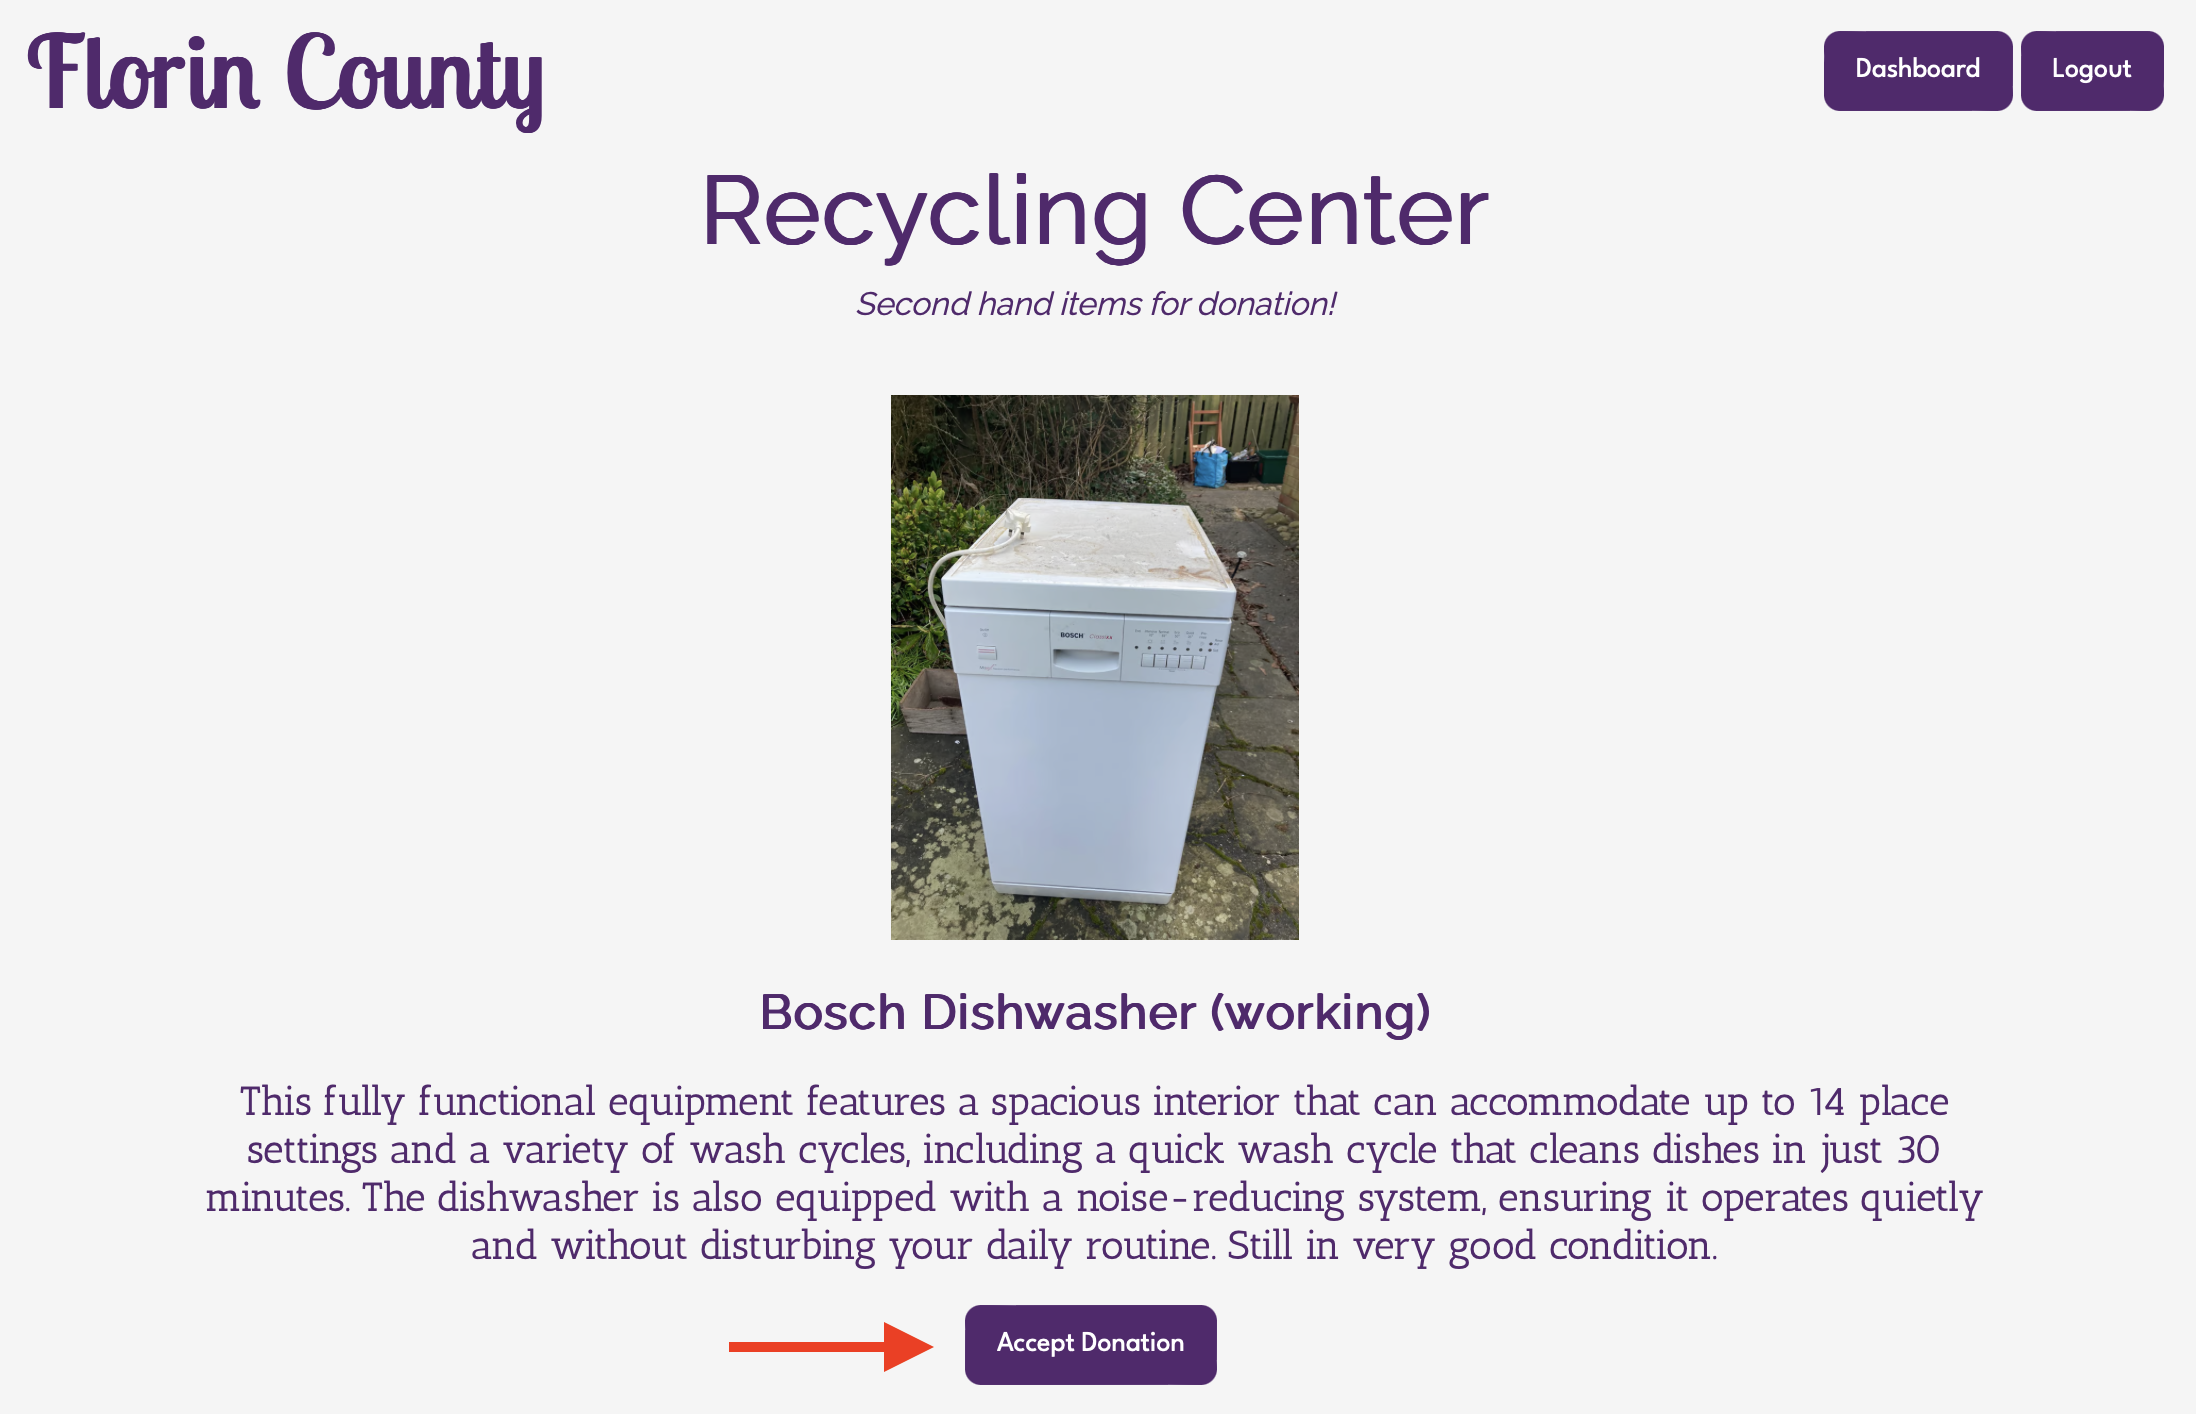 Florin County
Dashboard
Logout
Recycling Center
Second hand items for donation!
BOSCH
Bosch Dishwasher (working)
This fully functional equipment features a spacious interior that can accommodate up to 14 place
settings and a variety of wash cycles, including a quick wash cycle that cleans dishes in just 30
minutes. The dishwasher is also equipped with a noise-reducing system, ensuring it operates quietly
and without disturbing your daily routine. Still in very good condition.
Accept Donation